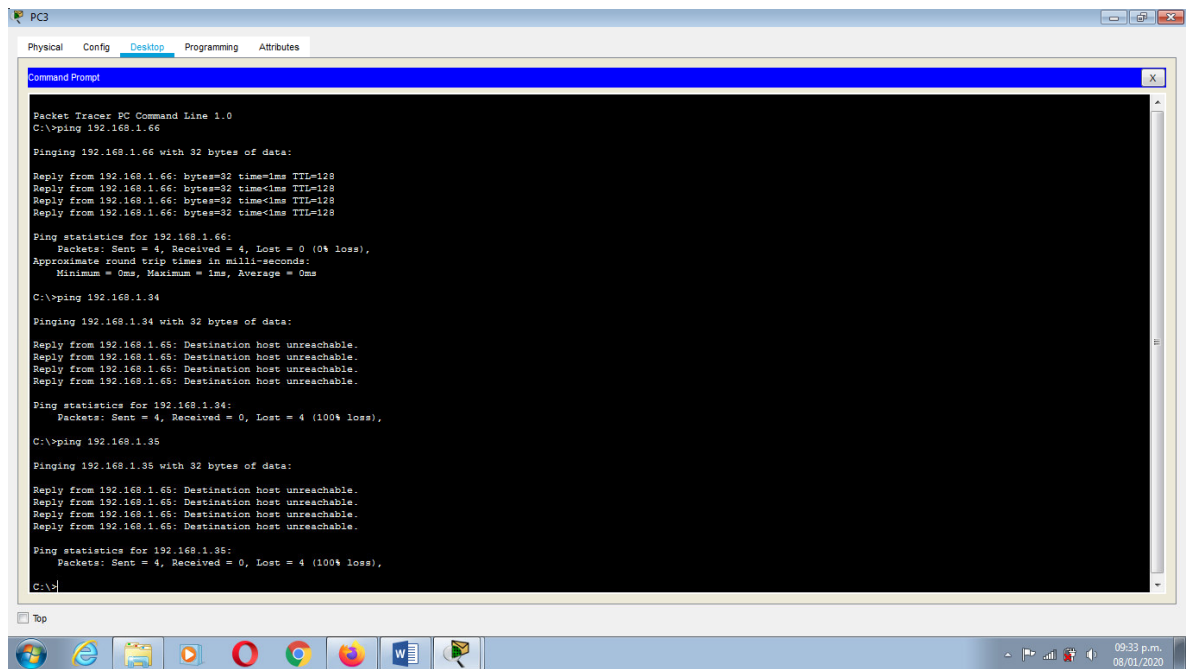 PC3
Physical Config Desktop Programming Attributes
Command Prompt
X
Packet Tracer PC Command Line 1.0
C:\>ping 192.168.1.66
Pinging 192.168.1.66 with 32 bytes of data:
Reply from 192.168.1.66: bytes=32 time=1ms TTL=128
Reply from 192.168.1.66: bytes=32 time<1ms TTL=128
Reply from 192.168.1.66: bytes=32 time<1ms TTL=128
Reply from 192.168.1.66: bytes=32 time<1ms TTL=128
Ping statistics for 192.168.1.66:
Packets: Sent = 4, Received = 4, Lost = 0 (0% loss),
Approximate round trip times in milli-seconds:
Minimum = 0ms, Maximum = 1ms, Average = 0ms
C:\>ping 192.168.1.34
Pinging 192.168.1.34 with 32 bytes of data:
Reply from 192.168.1.65: Destination host unreachable.
Reply from 192.168.1.65: Destination host unreachable.
Reply from 192.168.1.65: Destination host unreachable.
Reply from 192.168.1.65: Destination host unreachable.
Ping statistics for 192.168.1.34:
Packets: Sent = 4, Received = 0, Lost = 4 (100% loss),
C:\>ping 192.168.1.35
Pinging 192.168.1.35 with 32 bytes of data:
Reply from 192.168.1.65: Destination host unreachable.
Reply from 192.168.1.65: Destination host unreachable.
Reply from 192.168.1.65: Destination host unreachable.
Reply from 192.168.1.65: Destination host unreachable.
Ping statistics for 192.168.1.35:
Packets: Sent = 4, Received = 0, Lost = 4 (100% loss),
C:\>
Top
09:33 p.m.
08/01/2020